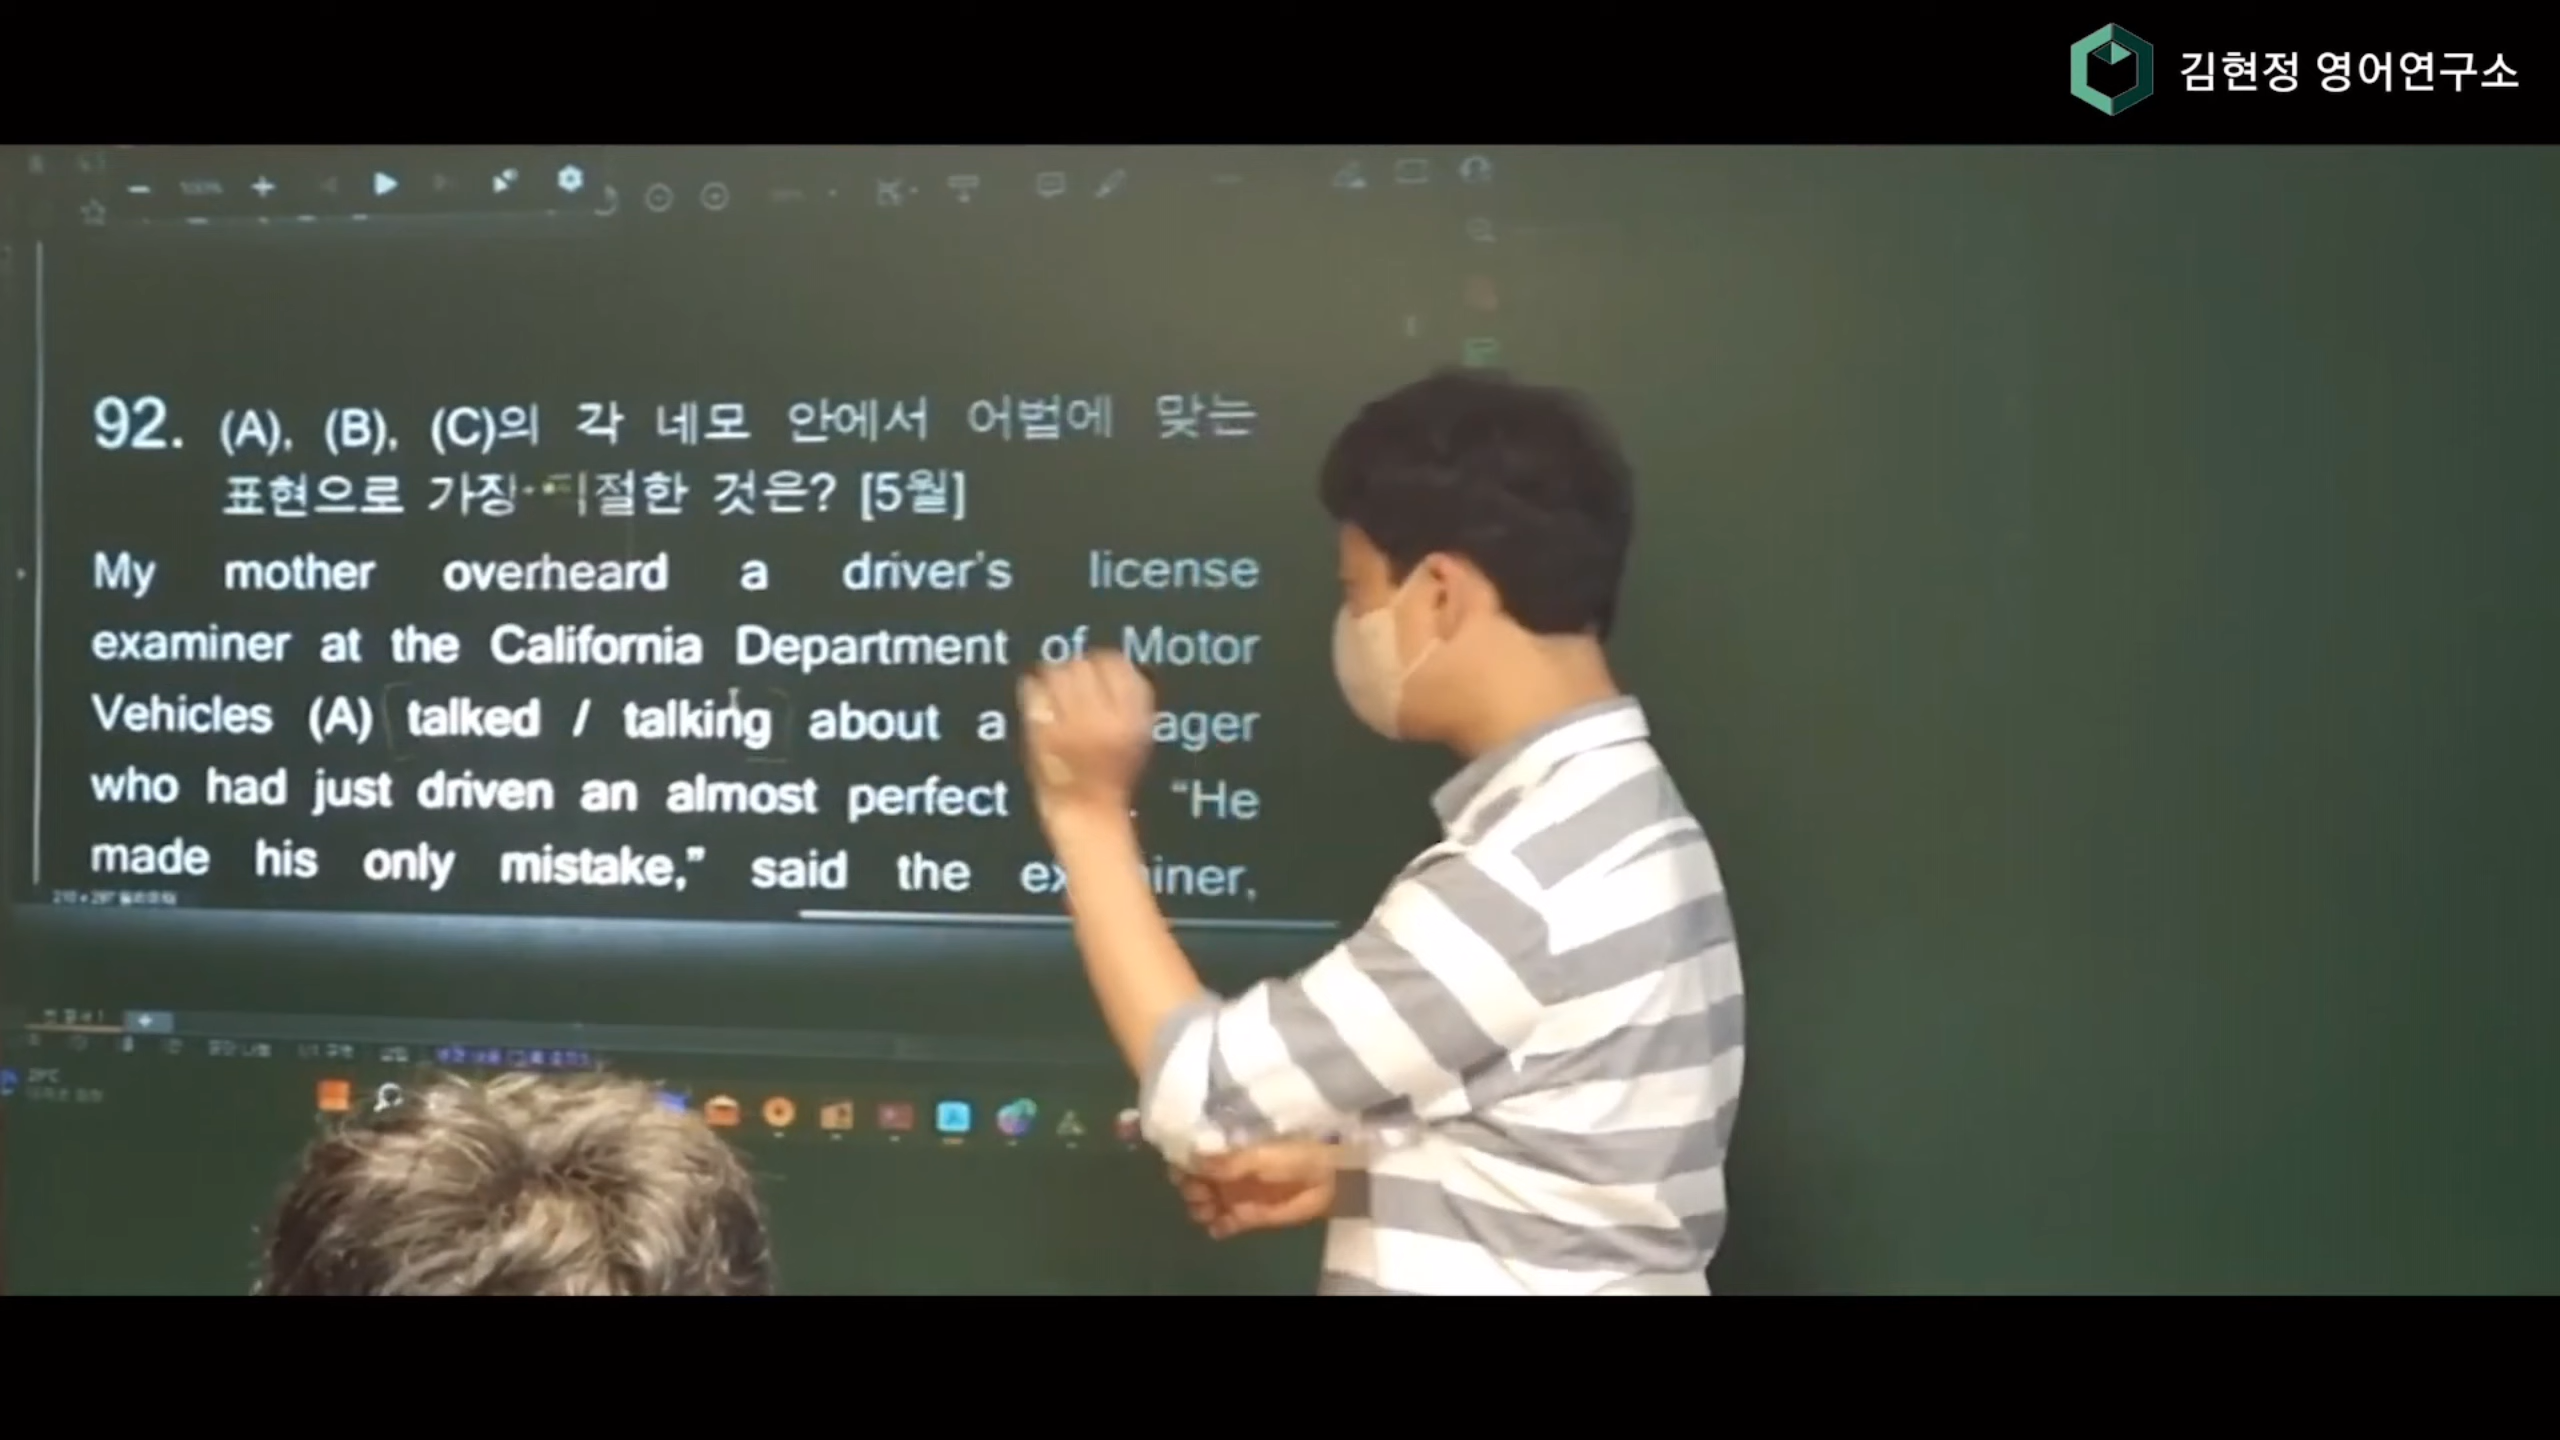 김현정 영어연구소
92. (A), (B), (C)의 각 네모 안에서 어법에 맞는
표현으로 가장 적절한 것은? [5월]
My mother overheard a driver's license
examiner at the California Department of Motor
Vehicles (A) talked / talking about a ager
who had just driven an almost perfect . “He
made his only mistake,” said the examiner,